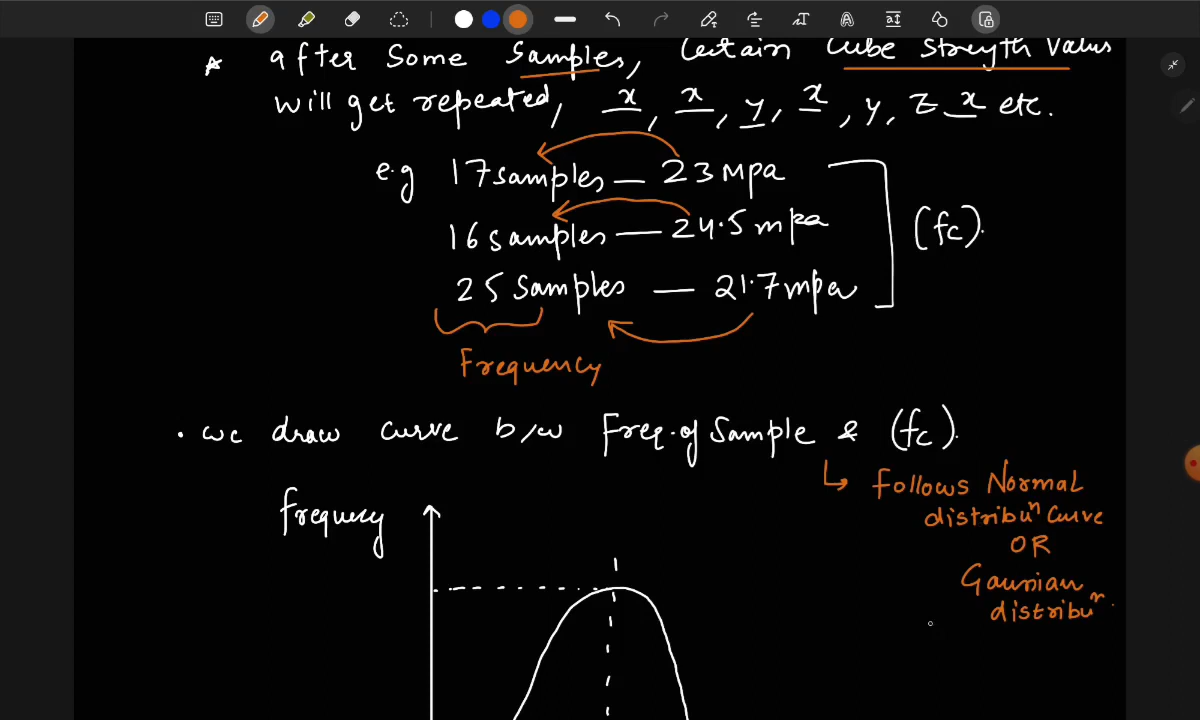 * after Some Samples, Certain Cube Strength Values
will get repeated, x, x, y, x, y, z x etc.
e.g 17 samples — 23 Mpa
16 samples — 24.5 mpa
(fc).
25 Samples — 21.7 mpa
Frequency
. we draw curve b/w Freq. of Sample & (fc).
↳ Follows Normal
distribuⁿ Curve
OR
Gaussian
distribuⁿ.
frequency